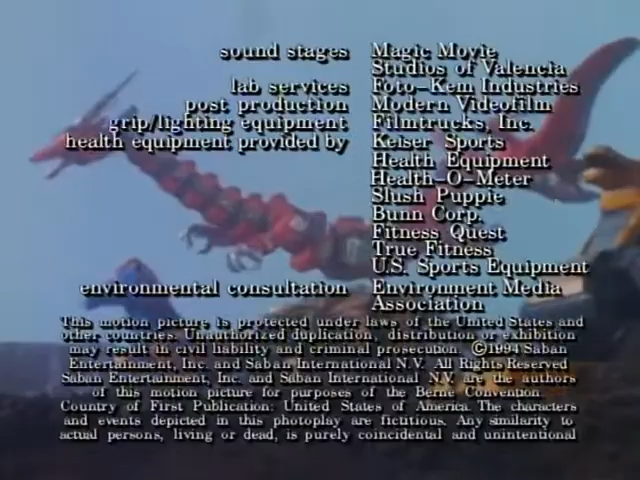 sound stages Magic Movie
Studios of Valencia
lab services Foto-Kem Industries
post production Modern Videofilm
grip/lighting equipment Filmtrucks, Inc.
health equipment provided by Keiser Sports
Health Equipment
Health-O-Meter
Slush Puppie
Bunn Corp.
Fitness Quest
True Fitness
U.S. Sports Equipment
environmental consultation Environment Media
Association
This motion picture is protected under laws of the United States and
other countries. Unauthorized duplication, distribution or exhibition
may result in civil liability and criminal prosecution. ©1994 Saban
Entertainment, Inc. and Saban International N.V. All Rights Reserved
Saban Entertainment, Inc. and Saban International N.V. are the authors
of this motion picture for purposes of the Berne Convention.
Country of First Publication: United States of America. The characters
and events depicted in this photoplay are fictitious. Any similarity to
actual persons, living or dead, is purely coincidental and unintentional